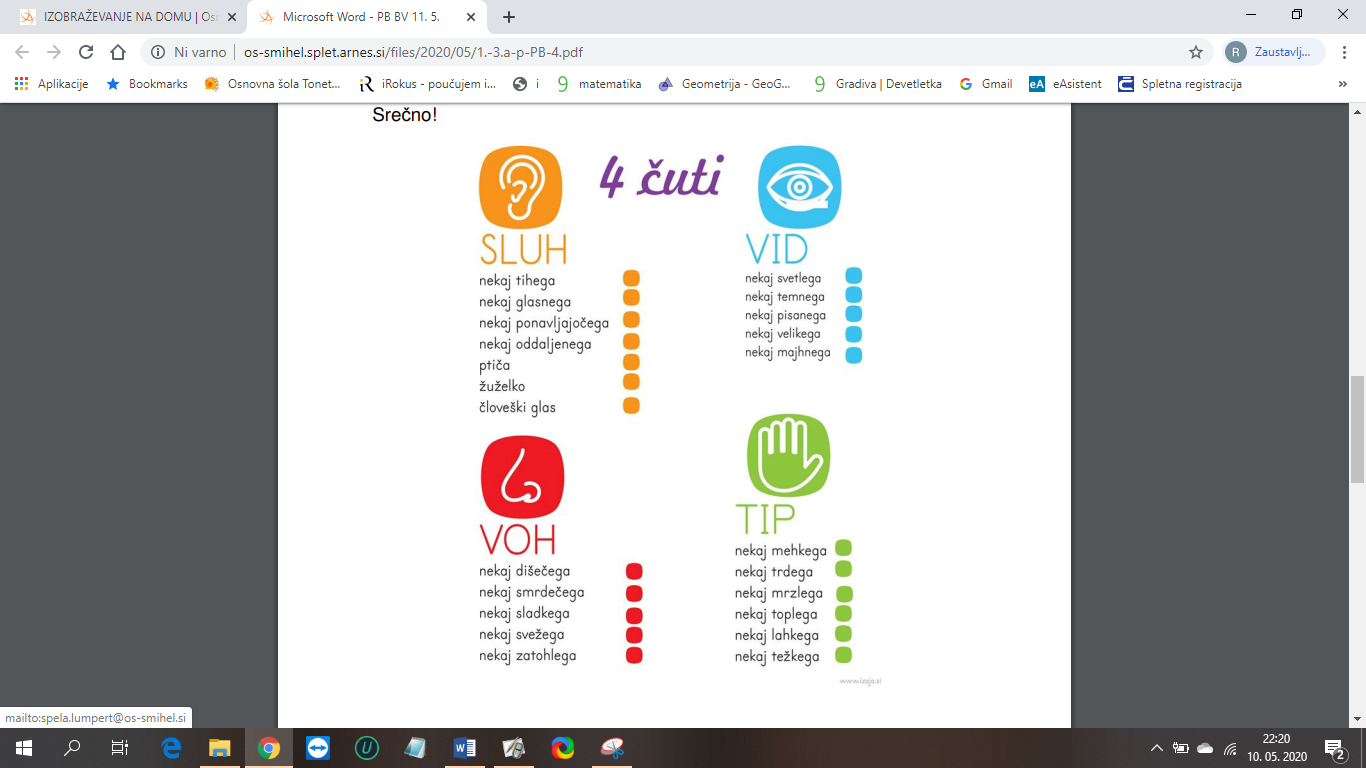 IZOBRAŽEVANJE NA DOMU | Os
Microsoft Word - PB BV 11. 5.
Ni varno
os-smihel.splet.arnes.si/files/2020/05/1.-3.a-p-PB-4.pdf
R
Zaustavlj...
Aplikacije
Bookmarks
Osnovna šola Tonet...
iRokus - poučujem i...
i
matematika
Geometrija - GeoG...
Gradiva | Devetletka
Gmail
eAsistent
Spletna registracija
»
Srečno!
4 čuti
SLUH
nekaj tihega
nekaj glasnega
nekaj ponavljajočega
nekaj oddaljenega
ptiča
žuželko
človeški glas
VID
nekaj svetlega
nekaj temnega
nekaj pisanega
nekaj velikega
nekaj majhnega
VOH
nekaj dišečega
nekaj smrdečega
nekaj sladkega
nekaj svežega
nekaj zatohlega
TIP
nekaj mehkega
nekaj trdega
nekaj mrzlega
nekaj toplega
nekaj lahkega
nekaj težkega
www.izaja.si
mailto:spela.lumpert@os-smihel.si
22:20
10. 05. 2020
2